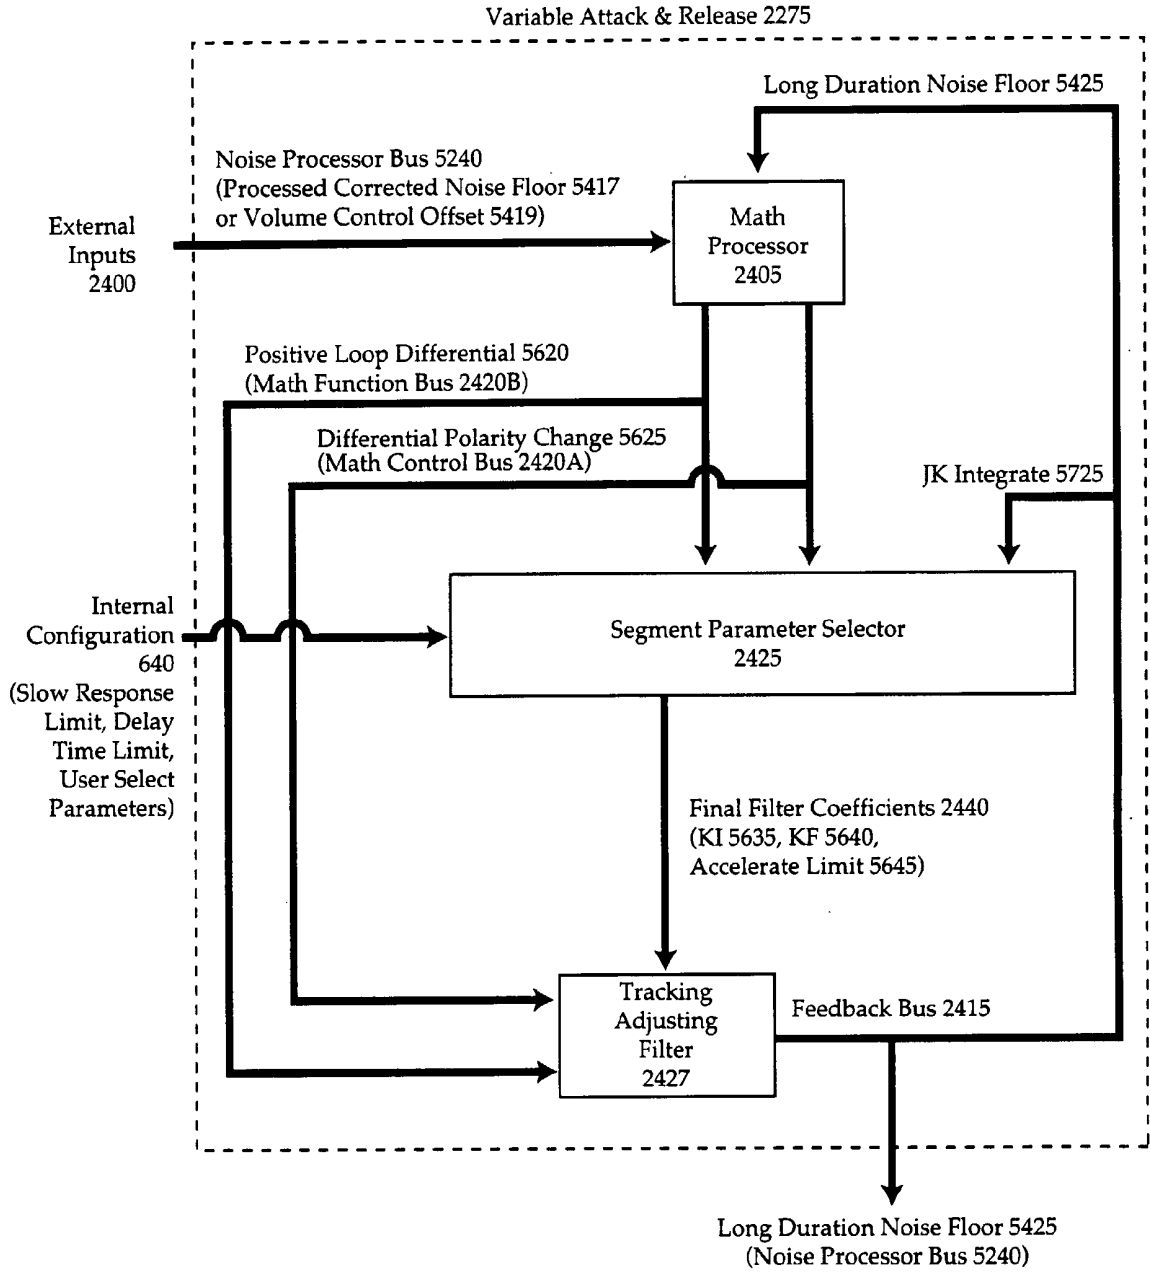 Variable Attack & Release 2275
Long Duration Noise Floor 5425
Noise Processor Bus 5240
(Processed Corrected Noise Floor 5417
or Volume Control Offset 5419)
External
Inputs
2400
Math
Processor
2405
Positive Loop Differential 5620
(Math Function Bus 2420B)
Differential Polarity Change 5625
(Math Control Bus 2420A)
JK Integrate 5725
Internal
Configuration
640
(Slow Response
Limit, Delay
Time Limit,
User Select
Parameters)
Segment Parameter Selector
2425
Final Filter Coefficients 2440
(KI 5635, KF 5640,
Accelerate Limit 5645)
Tracking
Adjusting
Filter
2427
Feedback Bus 2415
Long Duration Noise Floor 5425
(Noise Processor Bus 5240)